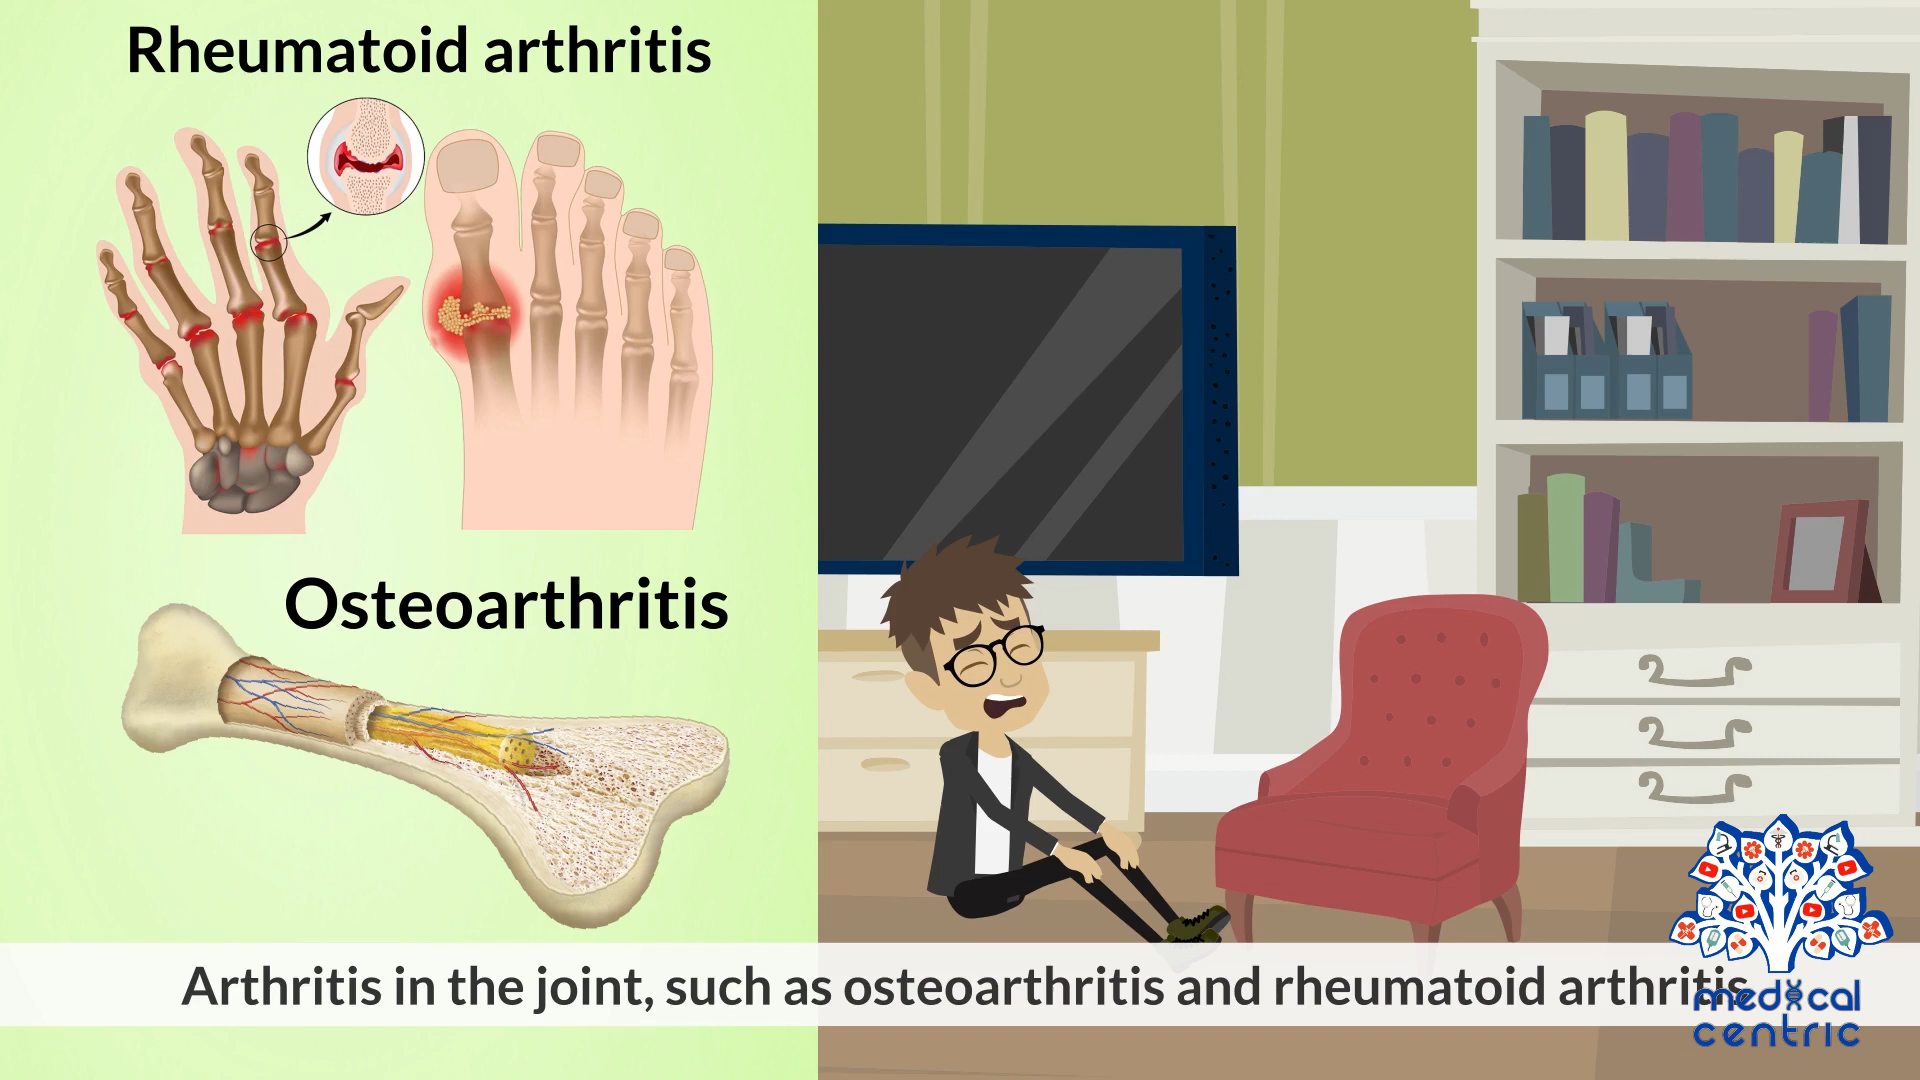 Rheumatoid arthritis
Osteoarthritis
Arthritis in the joint, such as osteoarthritis and rheumatoid arthritis
medical
centric